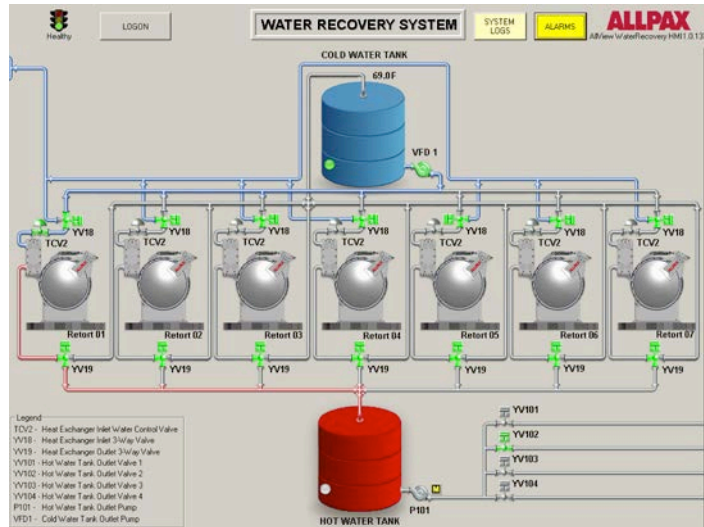 Healthy
LOGON
WATER RECOVERY SYSTEM
SYSTEM
LOGS
ALARMS
ALLPAX
AllView WaterRecovery HMI1.0.13
COLD WATER TANK
69.8F
VFD 1
YV18
YV18
YV18
YV18
YV18
YV18
YV18
TCV2
TCV2
TCV2
TCV2
TCV2
TCV2
TCV2
Retort 01
Retort 02
Retort 03
Retort 04
Retort 05
Retort 06
Retort 07
YV19
YV19
YV19
YV19
YV19
YV19
YV19
Legend
TCV2 - Heat Exchanger Inlet Water Control Valve
YV18 - Heat Exchanger Inlet 3-Way Valve
YV19 - Heat Exchanger Outlet 3-Way Valve
YV101 - Hot Water Tank Outlet Valve 1
YV102 - Hot Water Tank Outlet Valve 2
YV103 - Hot Water Tank Outlet Valve 3
YV104 - Hot Water Tank Outlet Valve 4
P101 - Hot Water Tank Outlet Pump
VFD1 - Cold Water Tank Outlet Pump
YV101
YV102
YV103
YV104
M
P101
HOT WATER TANK